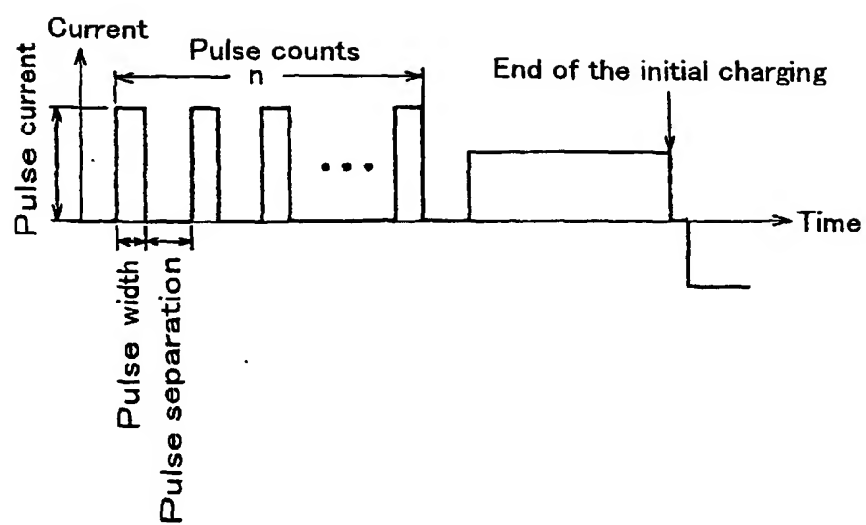 Current
Pulse counts
n
End of the initial charging
Pulse current
Time
Pulse width
Pulse separation